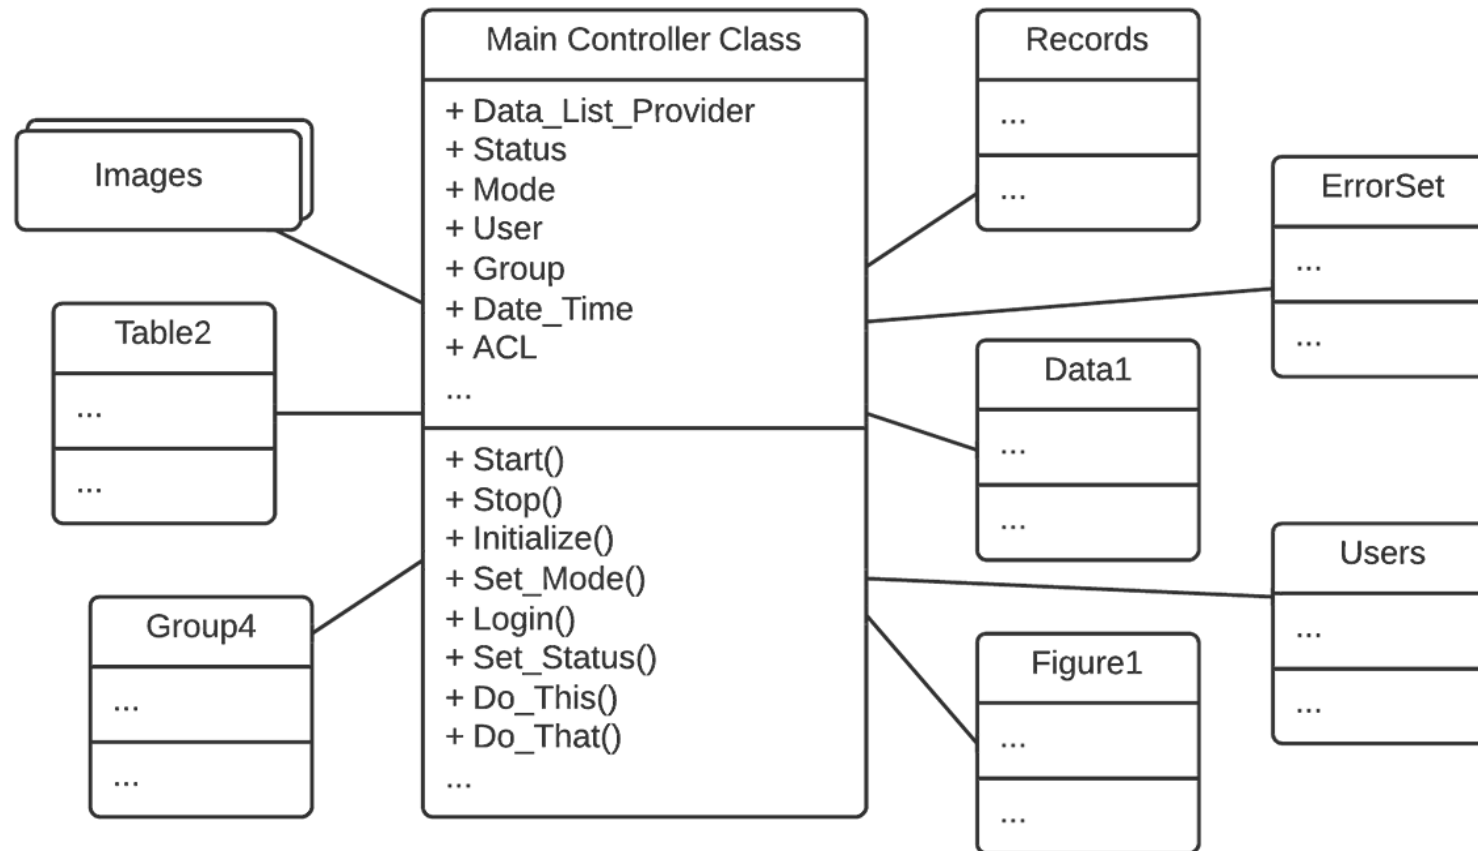 Images
Table2
...
...
Group4
...
...
Main Controller Class
+ Data_List_Provider
+ Status
+ Mode
+ User
+ Group
+ Date_Time
+ ACL
...
+ Start()
+ Stop()
+ Initialize()
+ Set_Mode()
+ Login()
+ Set_Status()
+ Do_This()
+ Do_That()
...
Records
...
...
Data1
...
...
Figure1
...
...
ErrorSet
...
...
Users
...
...